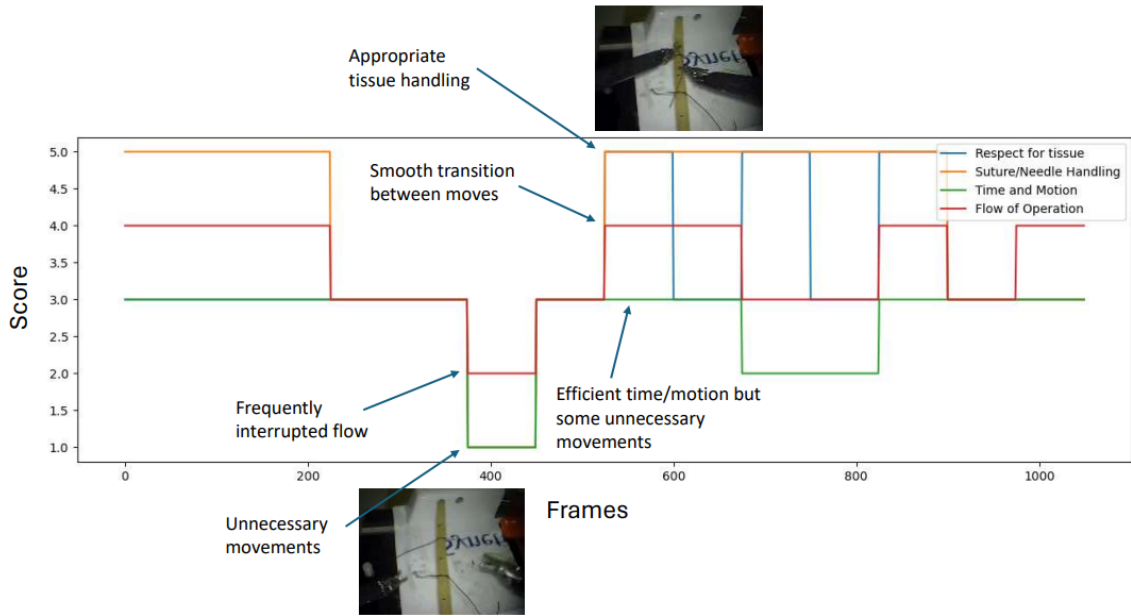 Appropriate
tissue handling
Smooth transition
between moves
5.0
4.5
4.0
3.5
3.0
2.5
2.0
1.5
1.0
Score
Respect for tissue
Suture/Needle Handling
Time and Motion
Flow of Operation
Frequently
interrupted flow
Efficient time/motion but
some unnecessary
movements
0
200
400
600
800
1000
Frames
Unnecessary
movements